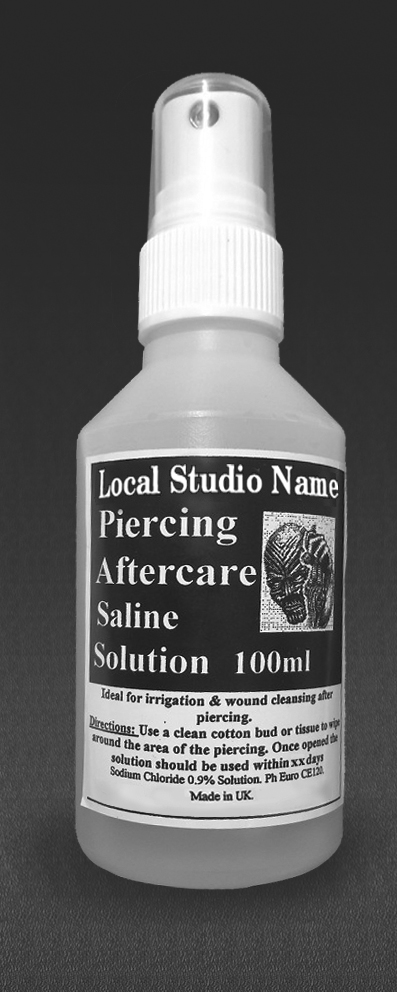 Local Studio Name
Piercing
Aftercare
Saline
Solution 100ml
Ideal for irrigation & wound cleansing after
piercing.
Directions: Use a clean cotton bud or tissue to wipe
around the area of the piercing. Once opened the
solution should be used within xx days
Sodium Chloride 0.9% Solution. Ph Euro CE120.
Made in UK.